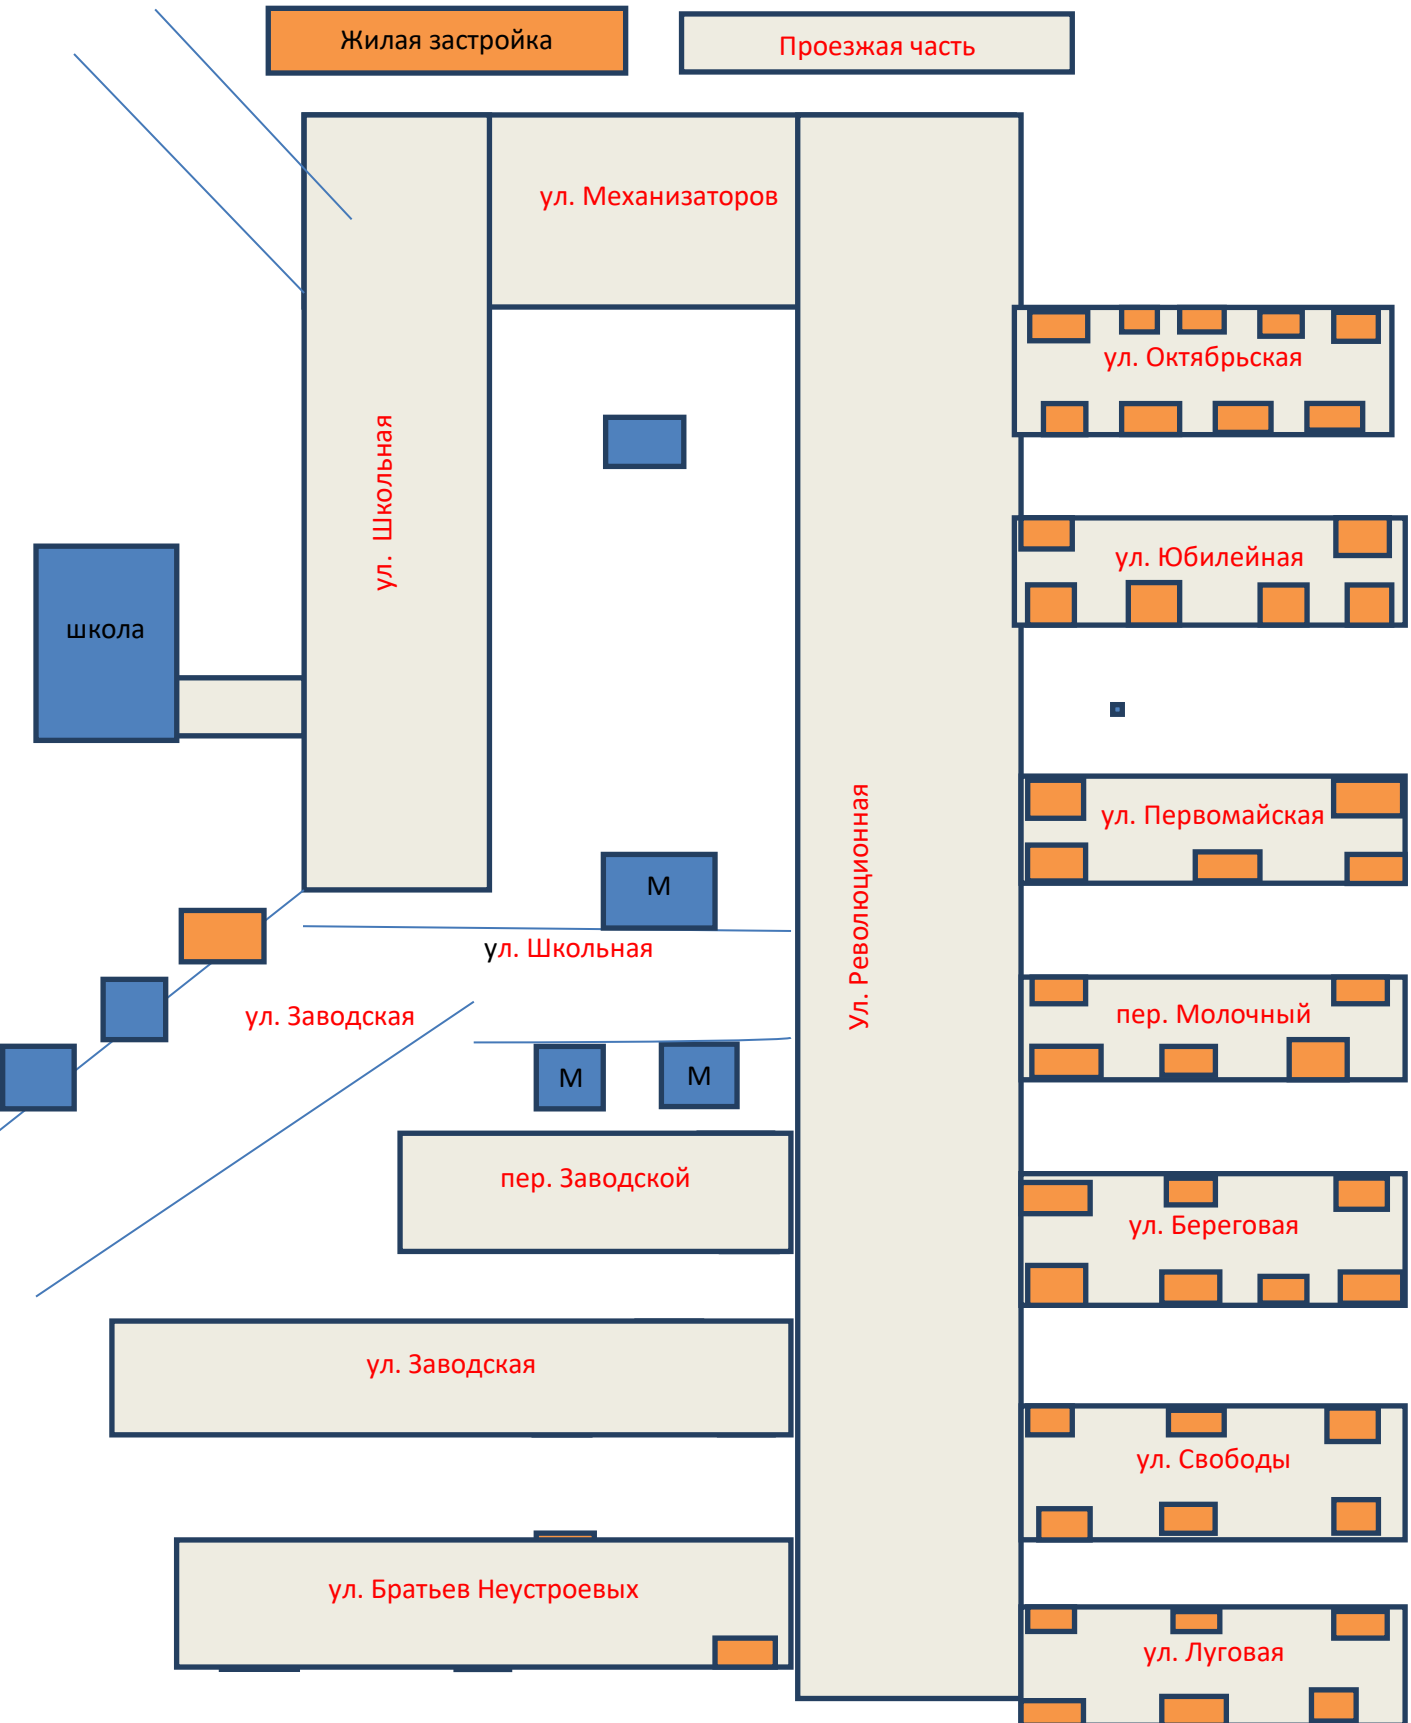 Жилая застройка
Проезжая часть
ул. Механизаторов
ул. Октябрьская
ул. Школьная
ул. Юбилейная
школа
ул. Первомайская
Ул. Революционная
М
ул. Школьная
ул. Заводская
пер. Молочный
М
М
пер. Заводской
ул. Береговая
ул. Заводская
ул. Свободы
ул. Братьев Неустроевых
ул. Луговая